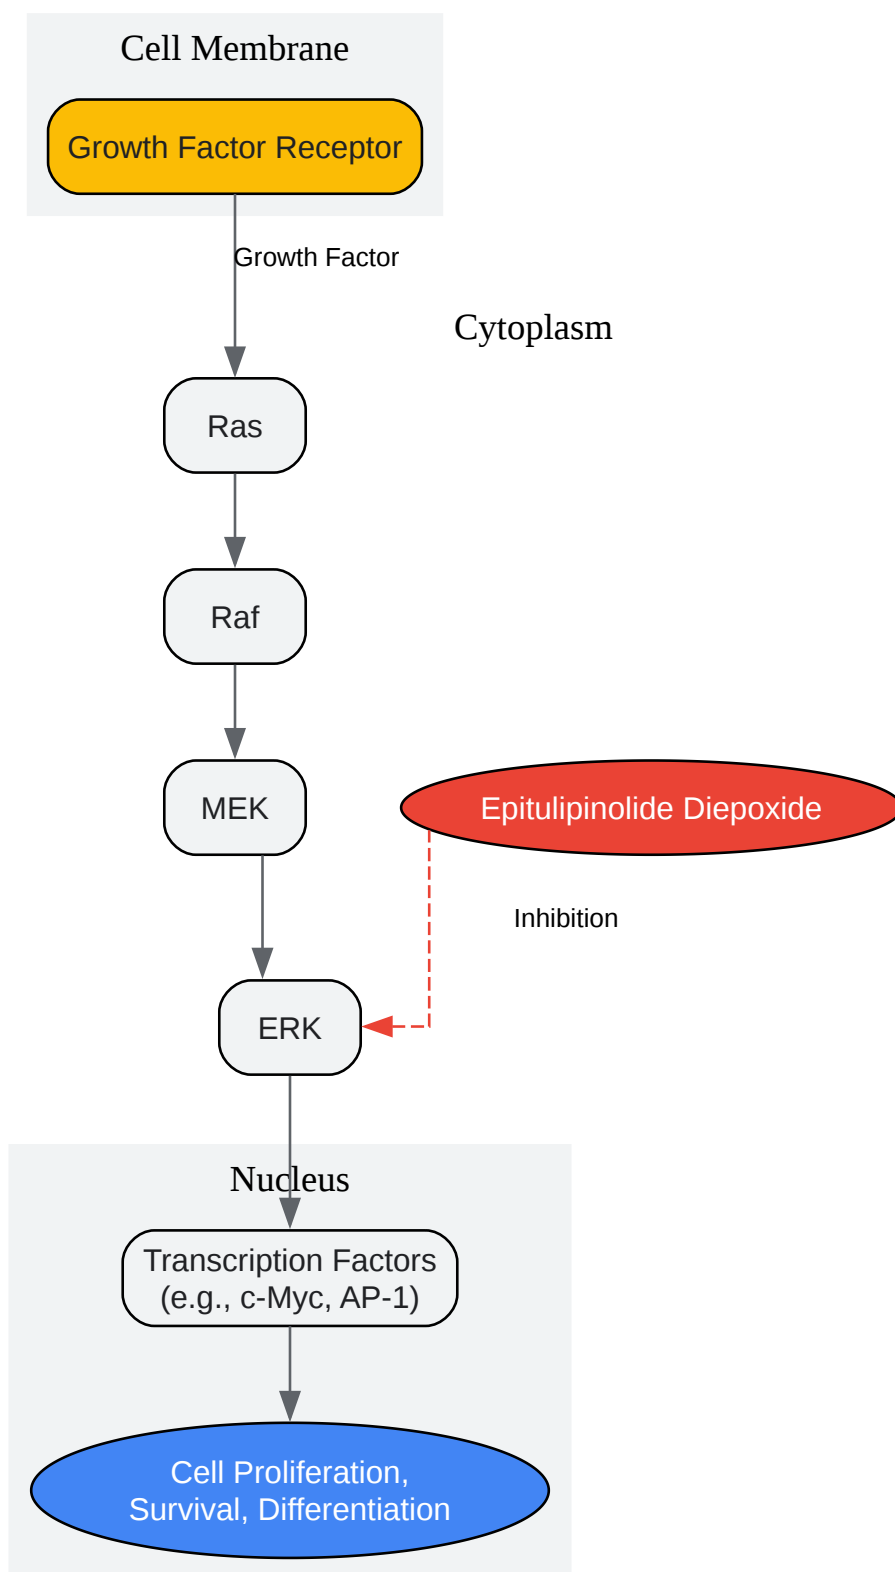 Cell Membrane
Growth Factor Receptor
Growth Factor
Cytoplasm
Ras
Raf
MEK
Epitulipinolide Diepoxide
Inhibition
ERK
Nucleus
Transcription Factors
(e.g., c-Myc, AP-1)
Cell Proliferation,
Survival, Differentiation